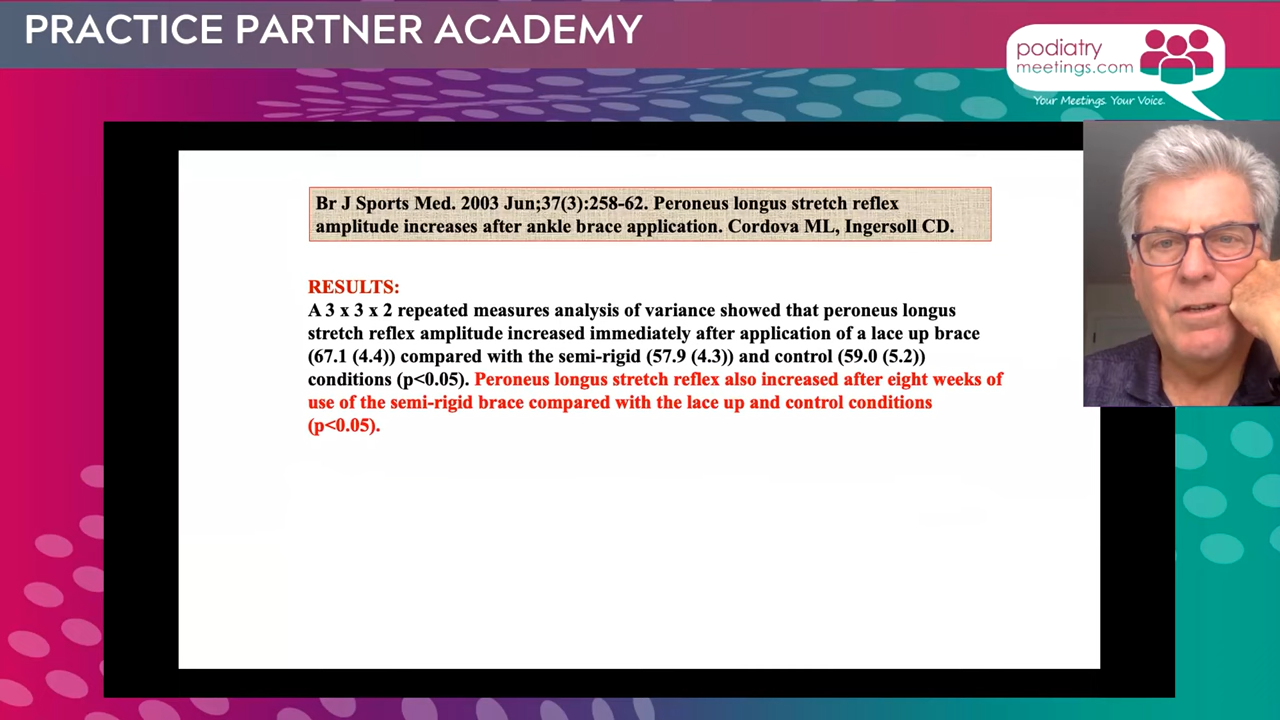 PRACTICE PARTNER ACADEMY
podiatry
meetings.com
Your Meetings. Your Voice.
Br J Sports Med. 2003 Jun;37(3):258-62. Peroneus longus stretch reflex
amplitude increases after ankle brace application. Cordova ML, Ingersoll CD.
RESULTS:
A 3 x 3 x 2 repeated measures analysis of variance showed that peroneus longus
stretch reflex amplitude increased immediately after application of a lace up brace
(67.1 (4.4)) compared with the semi-rigid (57.9 (4.3)) and control (59.0 (5.2))
conditions (p<0.05). Peroneus longus stretch reflex also increased after eight weeks of
use of the semi-rigid brace compared with the lace up and control conditions
(p<0.05).